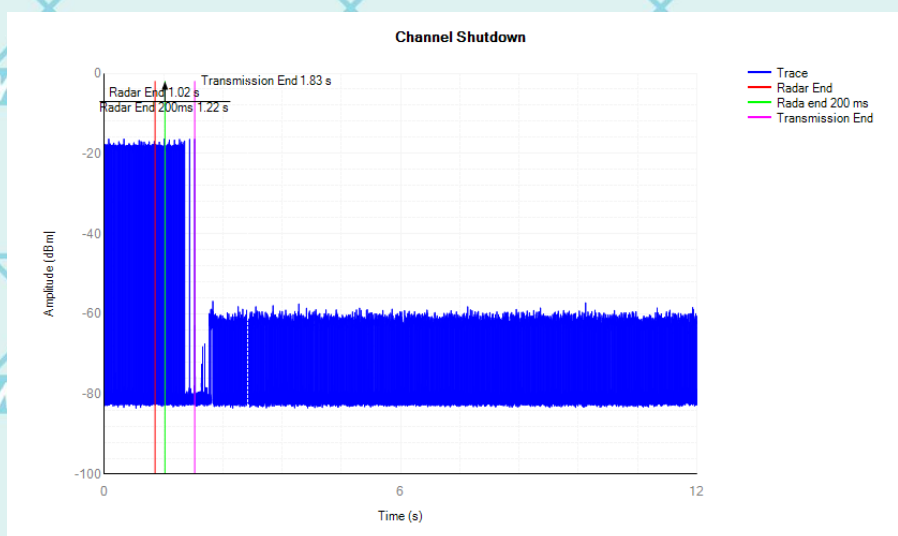 Channel Shutdown
Transmission End 1.83 s
Radar End 1.02 s
Radar End 200ms 1.22 s
0
-20
-40
-60
-80
-100
Amplitude [dBm]
0
6
12
Time (s)
Trace
Radar End
Rada end 200 ms
Transmission End